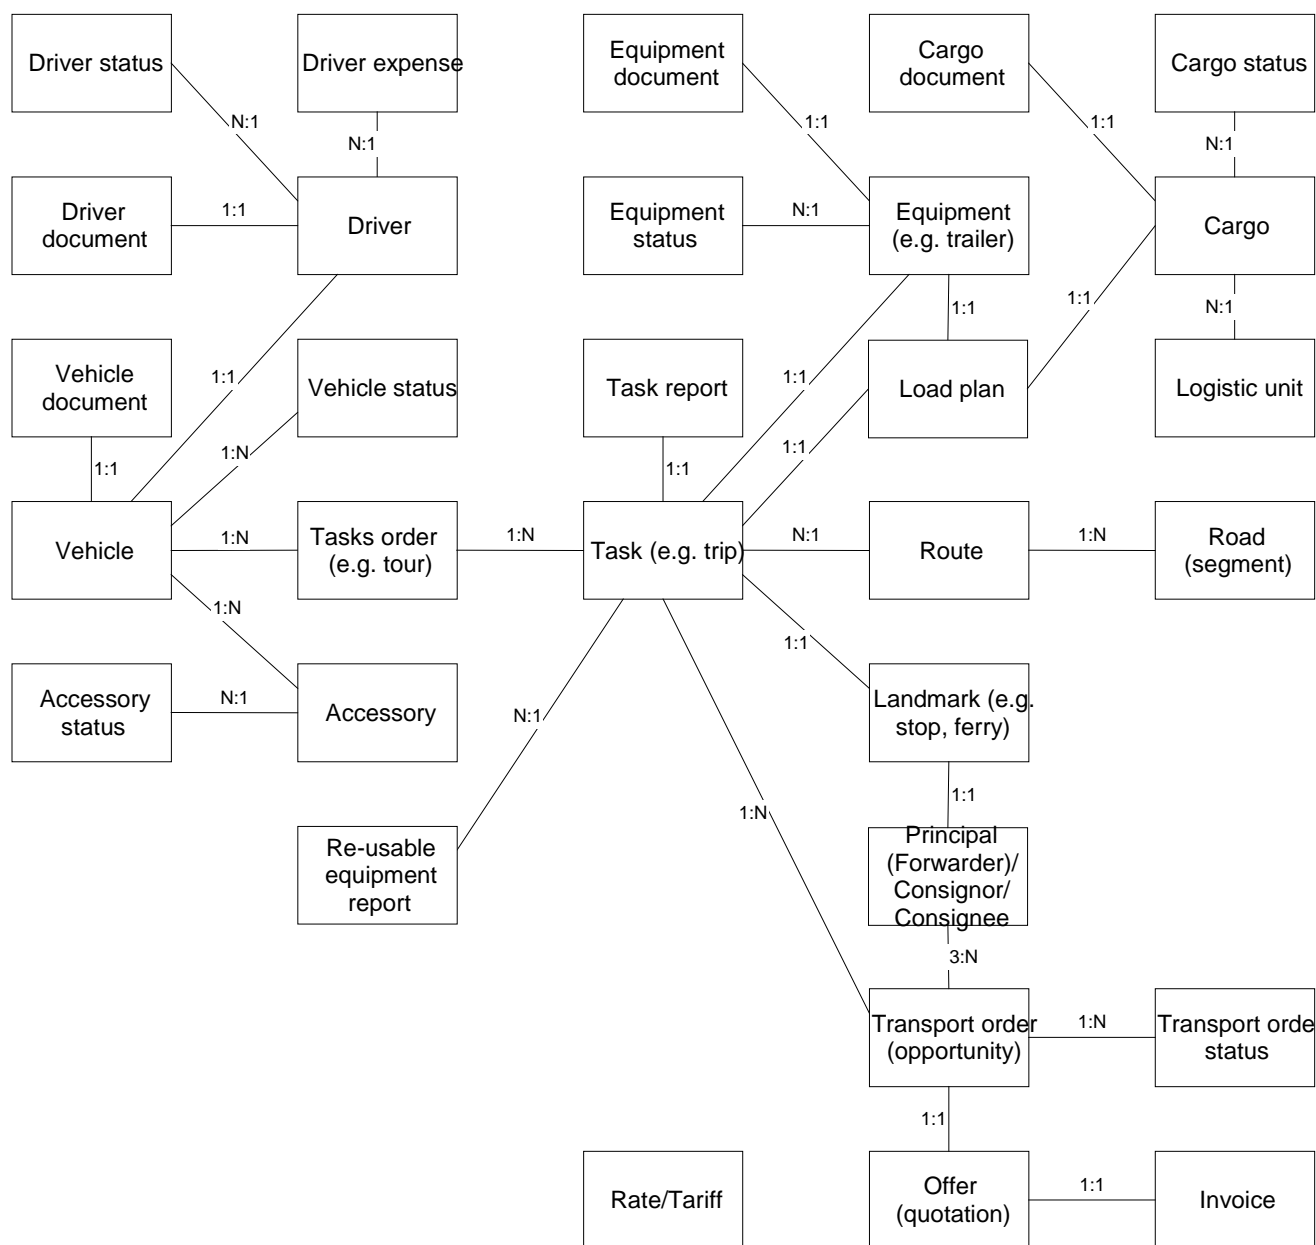 Driver status
Driver expense
Equipment
document
Cargo
document
Cargo status
N:1
N:1
1:1
1:1
N:1
Driver
document
1:1
Driver
Equipment
status
N:1
Equipment
(e.g. trailer)
Cargo
1:1
1:1
N:1
Vehicle
document
1:1
Vehicle status
Task report
1:1
Load plan
Logistic unit
1:1
1:N
1:1
1:1
Vehicle
1:N
Tasks order
(e.g. tour)
1:N
Task (e.g. trip)
N:1
Route
1:N
Road
(segment)
1:N
1:1
Accessory
status
N:1
Accessory
N:1
Landmark (e.g.
stop, ferry)
1:1
1:N
Re-usable
equipment
report
Principal
(Forwarder)/
Consignor/
Consignee
3:N
Transport order
(opportunity)
1:N
Transport orde
status
1:1
Rate/Tariff
Offer
(quotation)
1:1
Invoice